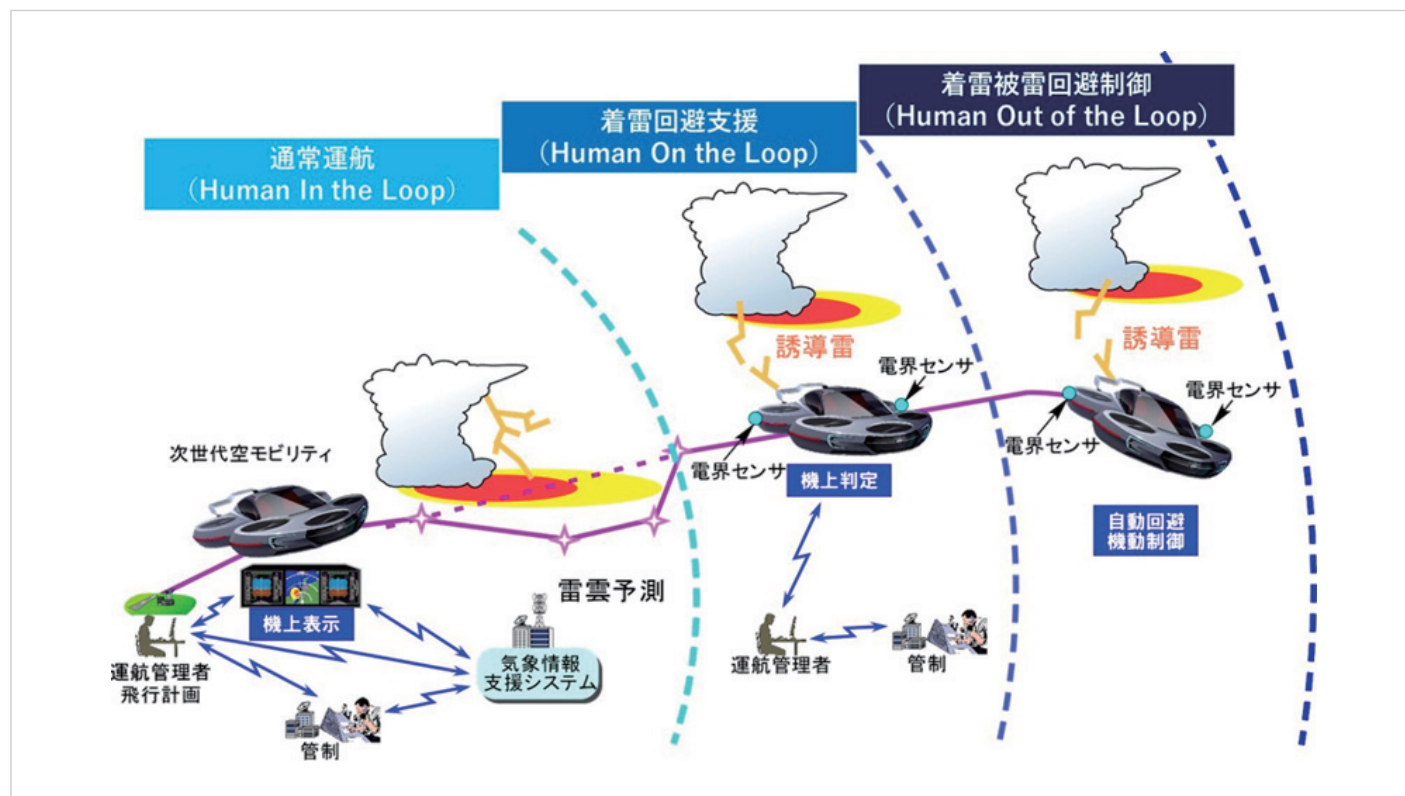 通常運航
（Human In the Loop）
着雷回避支援
（Human On the Loop）
着雷被雷回避制御
（Human Out of the Loop）
次世代空モビリティ
機上表示
運航管理者
飛行計画
管制
雷雲予測
気象情報
支援システム
誘導雷
電界センサ
電界センサ
機上判定
運航管理者
管制
誘導雷
電界センサ
電界センサ
自動回避
機動制御